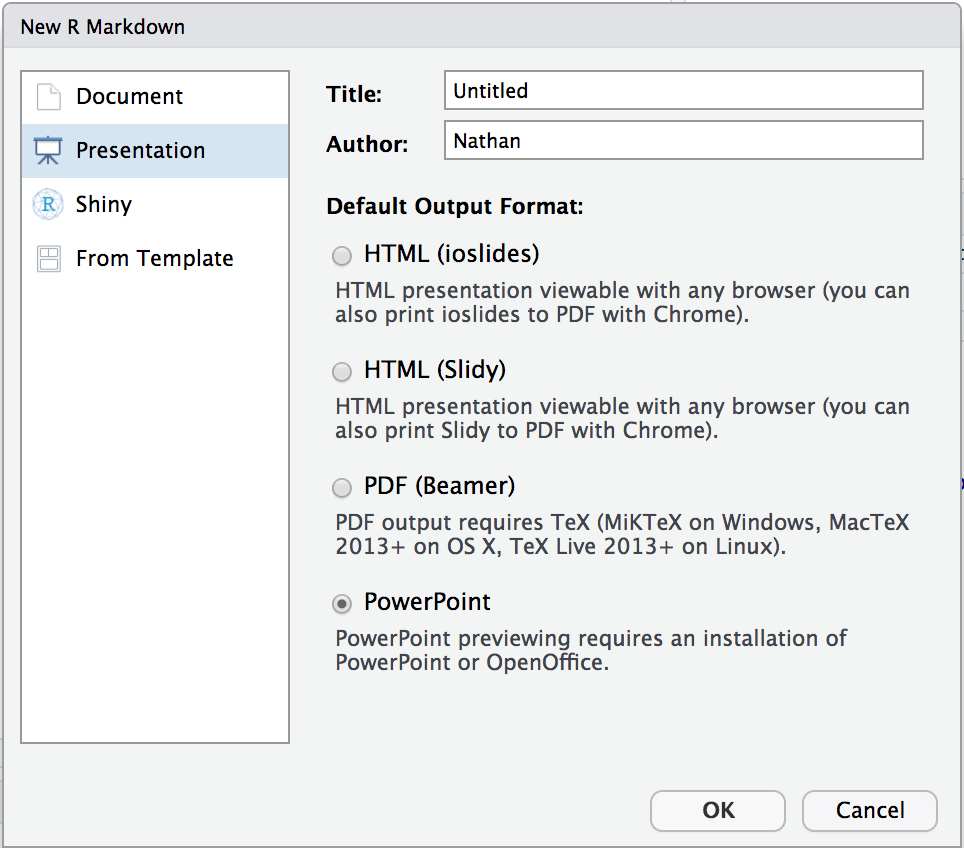 New R Markdown
Document
Presentation
Shiny
From Template
Title:
Untitled
Author:
Nathan
Default Output Format:
HTML (ioslides)
HTML presentation viewable with any browser (you can
also print ioslides to PDF with Chrome).
HTML (Slidy)
HTML presentation viewable with any browser (you can
also print Slidy to PDF with Chrome).
PDF (Beamer)
PDF output requires TeX (MiKTeX on Windows, MacTeX
2013+ on OS X, TeX Live 2013+ on Linux).
PowerPoint
PowerPoint previewing requires an installation of
PowerPoint or OpenOffice.
OK
Cancel